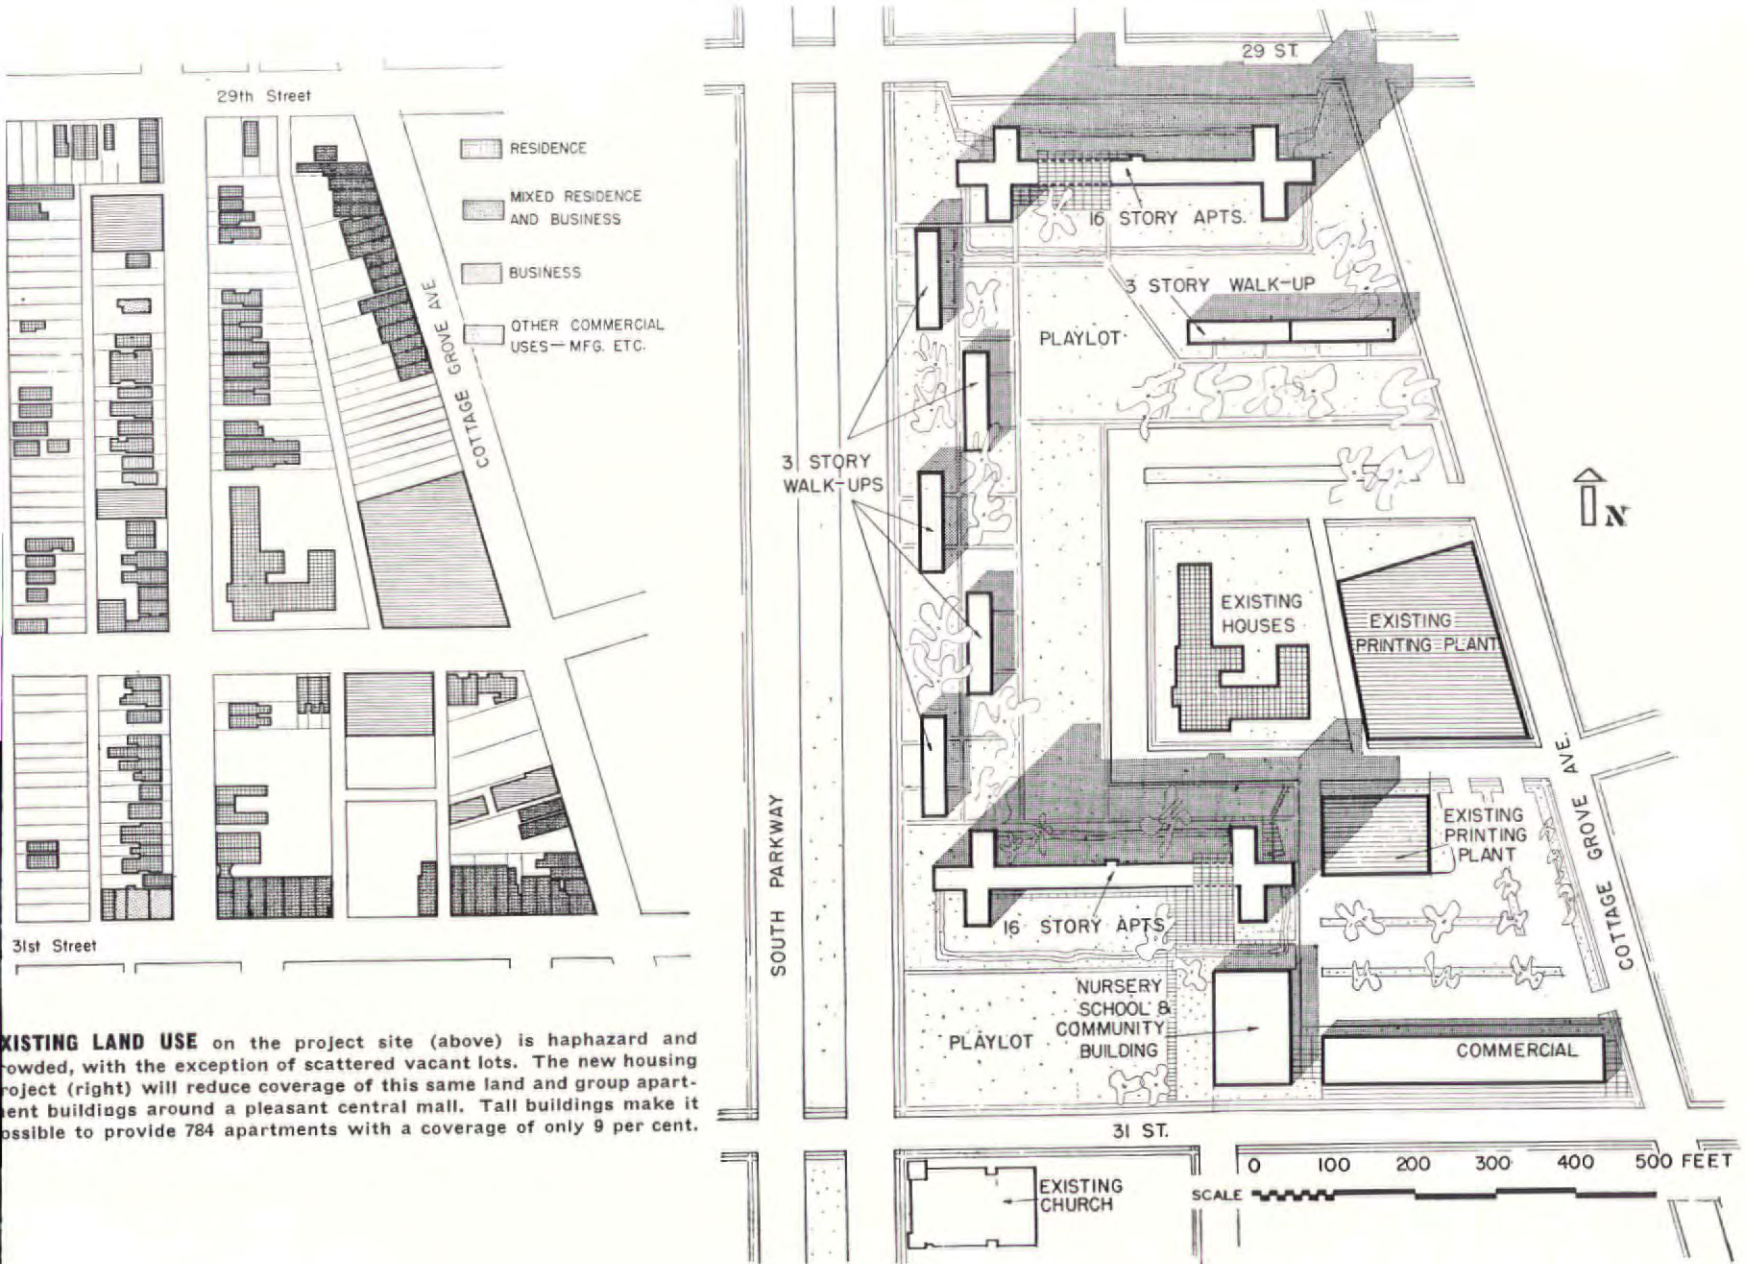 29th Street
RESIDENCE
MIXED RESIDENCE
AND BUSINESS
BUSINESS
OTHER COMMERCIAL
USES—MFG. ETC.
COTTAGE GROVE AVE
31st Street
XISTING LAND USE on the project site (above) is haphazard and
rowded, with the exception of scattered vacant lots. The new housing
roject (right) will reduce coverage of this same land and group apart-
ent buildings around a pleasant central mall. Tall buildings make it
ossible to provide 784 apartments with a coverage of only 9 per cent.
29 ST.
16 STORY APTS.
3 STORY WALK-UP
PLAYLOT
3 STORY
WALK-UPS
N
EXISTING
HOUSES
EXISTING
PRINTING PLANT
SOUTH PARKWAY
COTTAGE GROVE AVE.
EXISTING
PRINTING
PLANT
16 STORY APTS
NURSERY
SCHOOL &
COMMUNITY
BUILDING
PLAYLOT
COMMERCIAL
31 ST.
EXISTING
CHURCH
0 100 200 300 400 500 FEET
SCALE